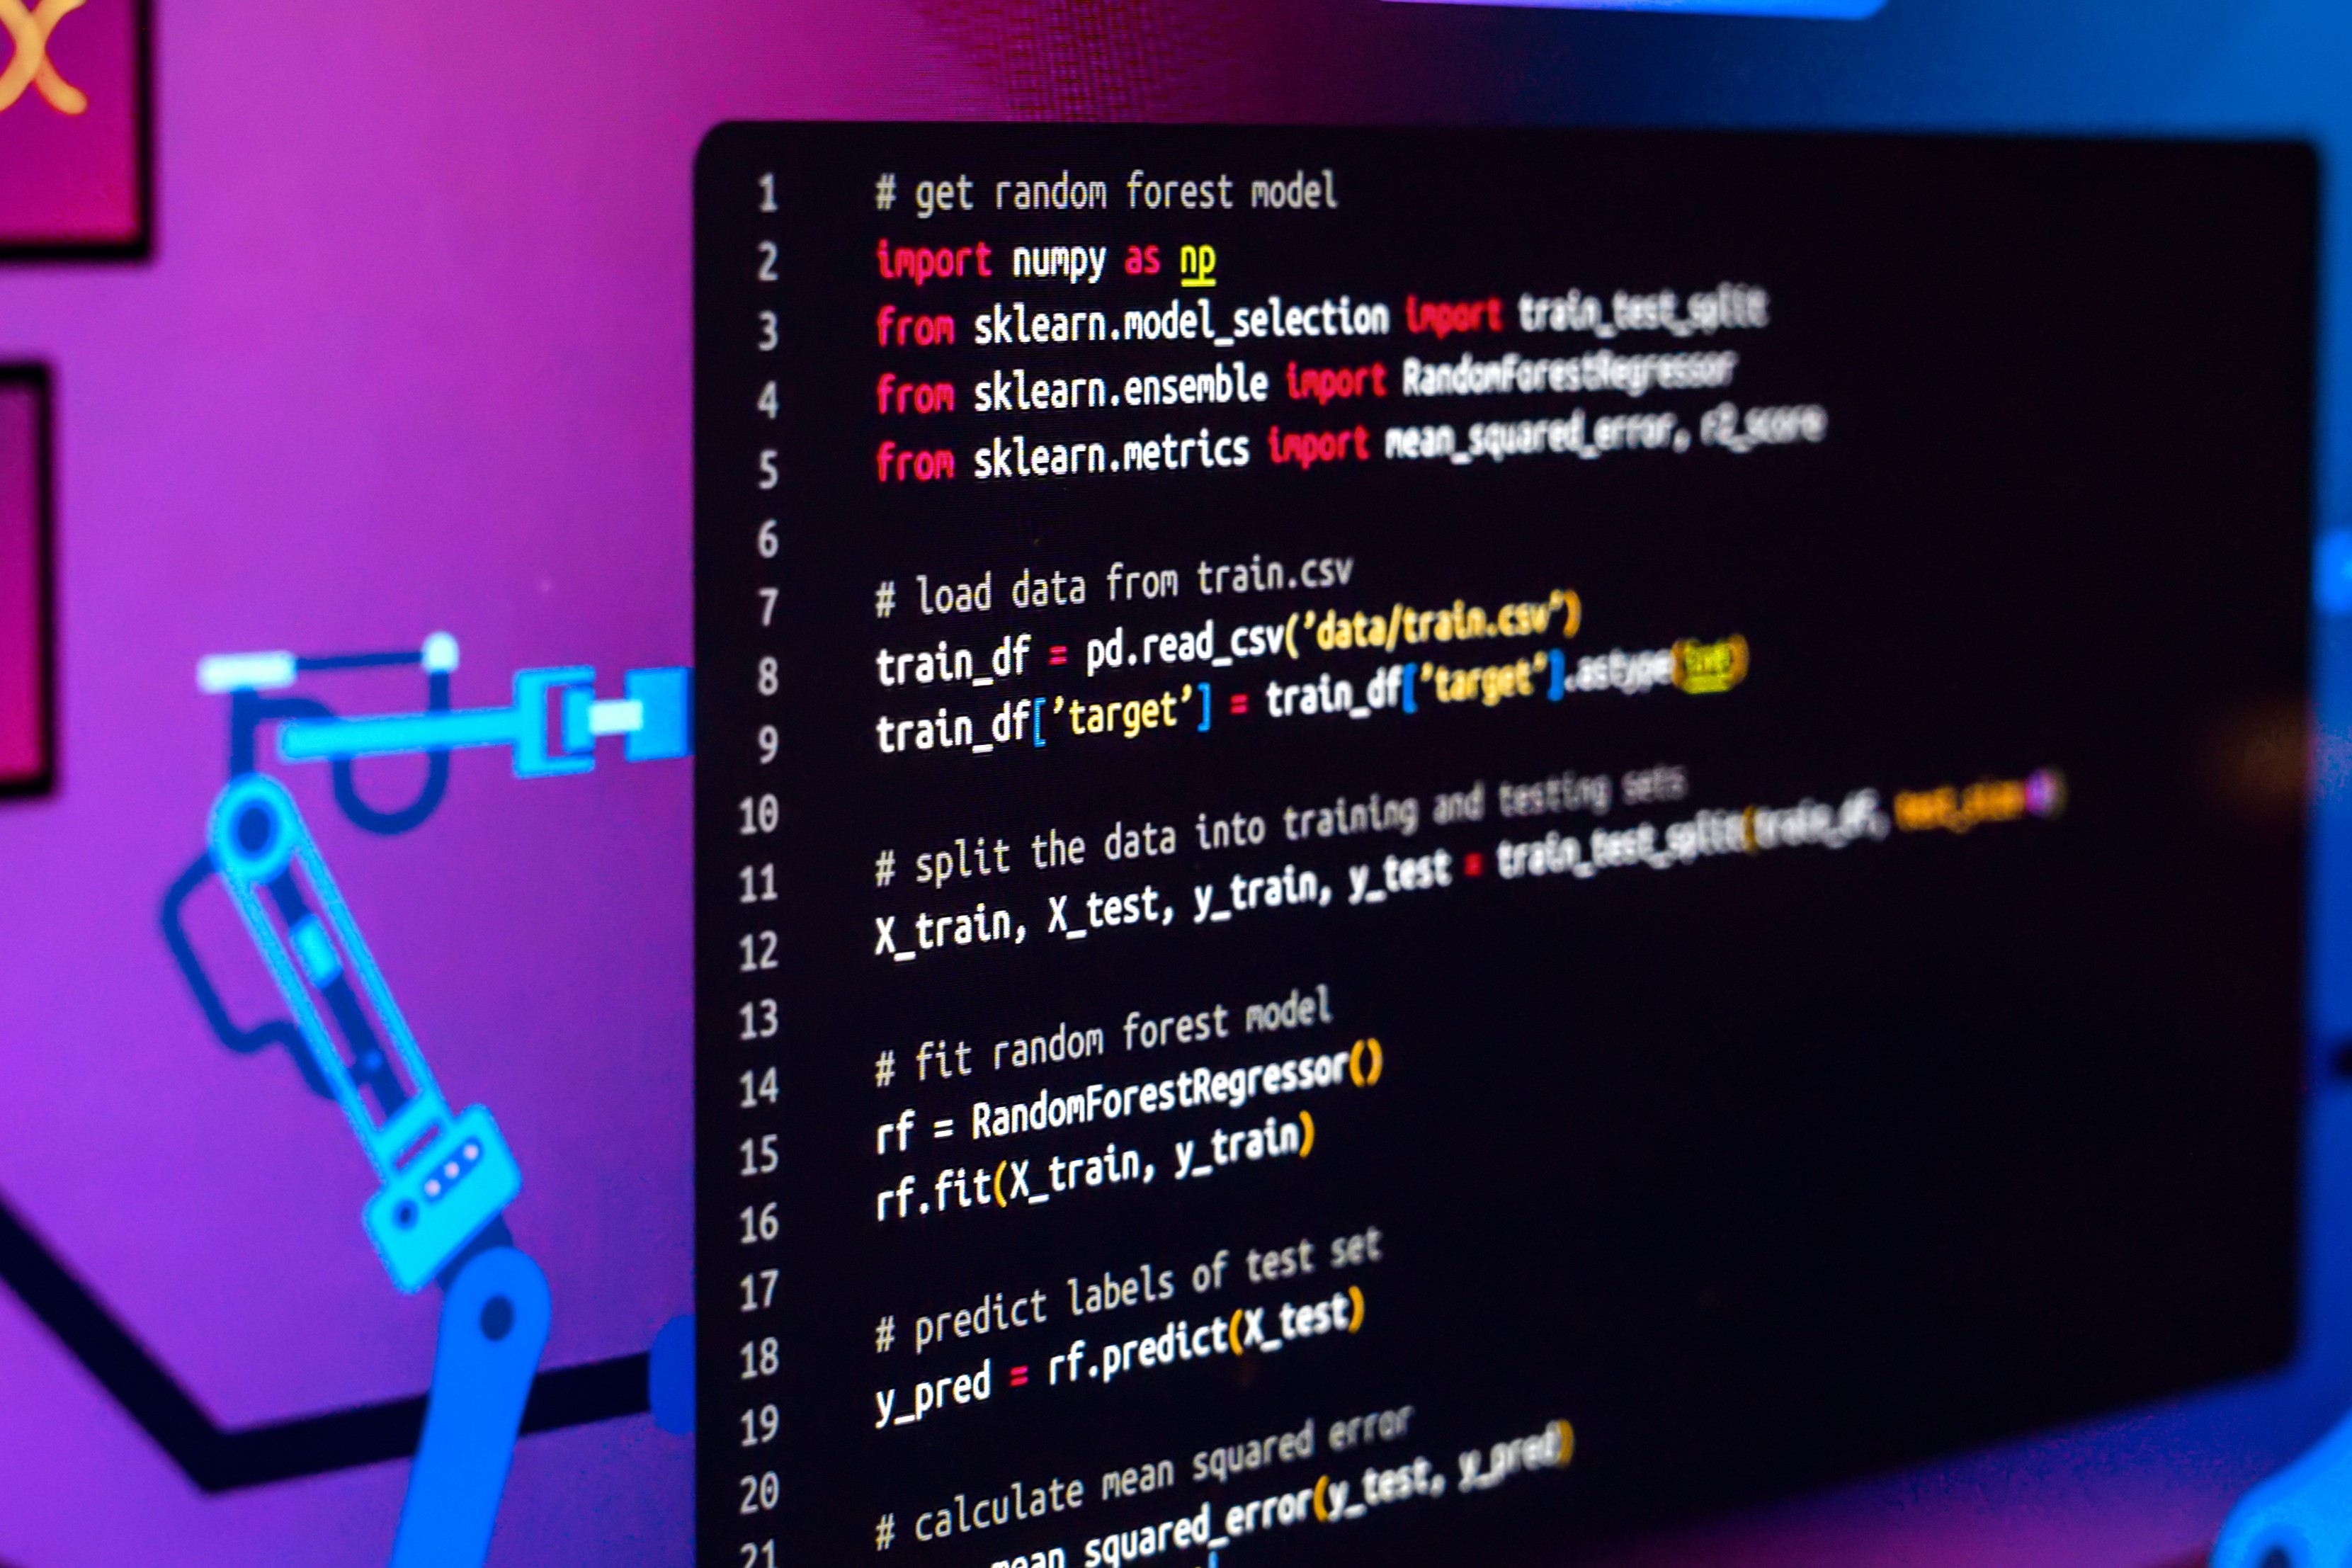 X
1 # get random forest model
2 import numpy as np
3 from sklearn.model_selection import train_test_split
4 from sklearn.ensemble import RandomForestRegressor
5 from sklearn.metrics import mean_squared_error, r2_score
6
7 # load data from train.csv
8 train_df = pd.read_csv('data/train.csv')
9 train_df['target'] = train_df['target'].astype(int)
10
11 # split the data into training and testing sets
12 X_train, X_test, y_train, y_test = train_test_split(train_df, test_size
13
14 # fit random forest model
15 rf = RandomForestRegressor()
16 rf.fit(X_train, y_train)
17
18 # predict labels of test set
19 y_pred = rf.predict(X_test)
20
21 # calculate mean squared error
mean_squared_error(y_test, y_pred)